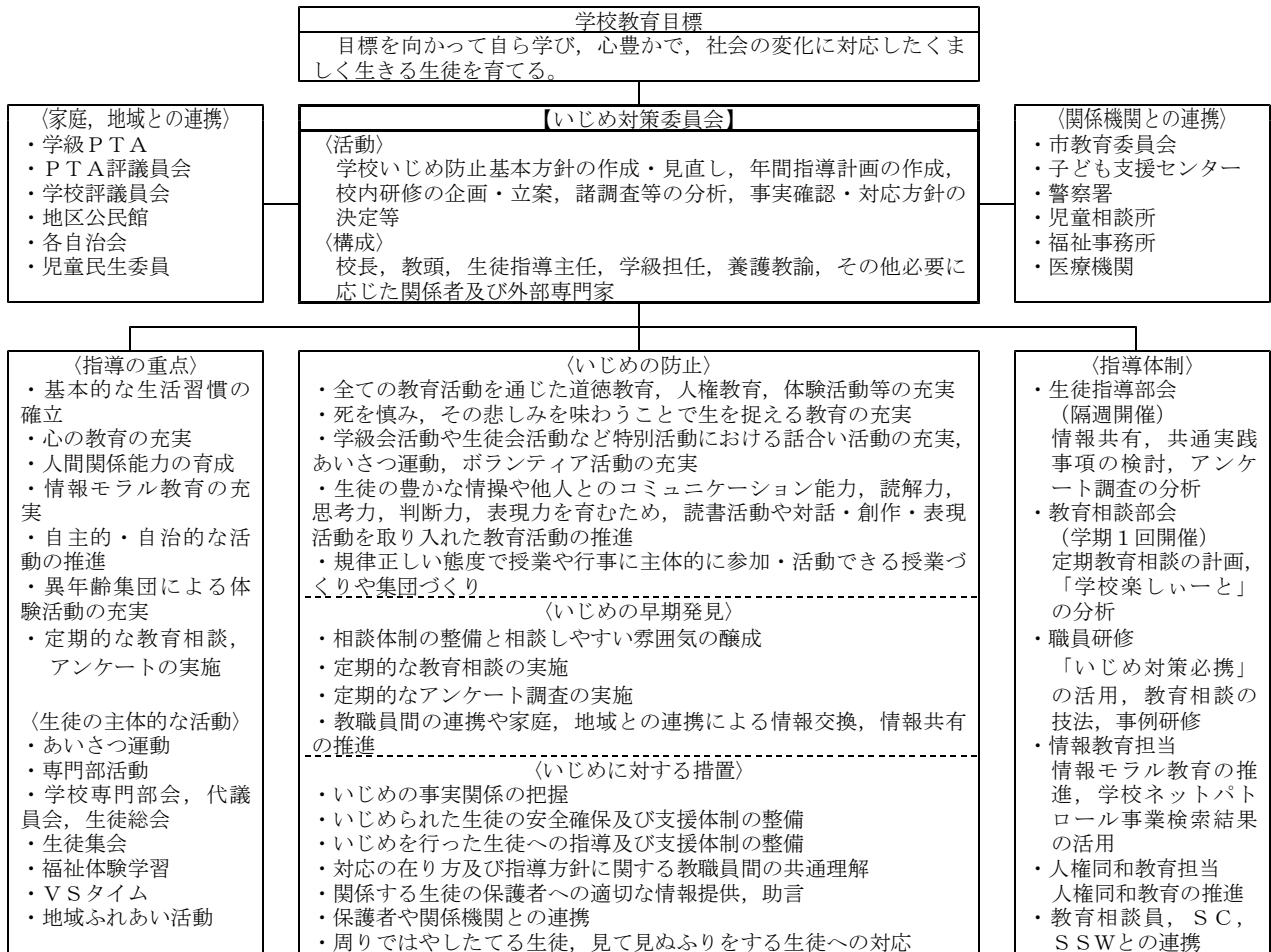 学校教育目標
目標を向かって自ら学び，心豊かで，社会の変化に対応したくま
しく生きる生徒を育てる。
〈家庭，地域との連携〉
・学級ＰＴＡ
・ＰＴＡ評議員会
・学校評議員会
・地区公民館
・各自治会
・児童民生委員
【いじめ対策委員会】
〈活動〉
学校いじめ防止基本方針の作成・見直し，年間指導計画の作成，
校内研修の企画・立案，諸調査等の分析，事実確認・対応方針の
決定等
〈構成〉
校長，教頭，生徒指導主任，学級担任，養護教諭，その他必要に
応じた関係者及び外部専門家
〈関係機関との連携〉
・市教育委員会
・子ども支援センター
・警察署
・児童相談所
・福祉事務所
・医療機関
〈指導の重点〉
・基本的な生活習慣の
確立
・心の教育の充実
・人間関係能力の育成
・情報モラル教育の充
実
・自主的・自治的な活
動の推進
・異年齢集団による体
験活動の充実
・定期的な教育相談，
アンケートの実施
〈生徒の主体的な活動〉
・あいさつ運動
・専門部活動
・学校専門部会，代議
員会，生徒総会
・生徒集会
・福祉体験学習
・ＶＳタイム
・地域ふれあい活動
〈いじめの防止〉
・全ての教育活動を通じた道徳教育，人権教育，体験活動等の充実
・死を慎み，その悲しみを味わうことで生を捉える教育の充実
・学級会活動や生徒会活動など特別活動における話合い活動の充実，
あいさつ運動，ボランティア活動の充実
・生徒の豊かな情操や他人とのコミュニケーション能力，読解力，
思考力，判断力，表現力を育むため，読書活動や対話・創作・表現
活動を取り入れた教育活動の推進
・規律正しい態度で授業や行事に主体的に参加・活動できる授業づ
くりや集団づくり
〈いじめの早期発見〉
・相談体制の整備と相談しやすい雰囲気の醸成
・定期的な教育相談の実施
・定期的なアンケート調査の実施
・教職員間の連携や家庭，地域との連携による情報交換，情報共有
の推進
〈いじめに対する措置〉
・いじめの事実関係の把握
・いじめられた生徒の安全確保及び支援体制の整備
・いじめを行った生徒への指導及び支援体制の整備
・対応の在り方及び指導方針に関する教職員間の共通理解
・関係する生徒の保護者への適切な情報提供，助言
・保護者や関係機関との連携
・周りではやしたてる生徒，見て見ぬふりをする生徒への対応
〈指導体制〉
・生徒指導部会
（隔週開催）
情報共有，共通実践
事項の検討，アンケ
ート調査の分析
・教育相談部会
（学期１回開催）
定期教育相談の計画，
「学校楽しぃーと」
の分析
・職員研修
「いじめ対策必携」
の活用，教育相談の
技法，事例研修
・情報教育担当
情報モラル教育の推
進，学校ネットパト
ロール事業検索結果
の活用
・人権同和教育担当
人権同和教育の推進
・教育相談員，ＳＣ，
ＳＳＷとの連携